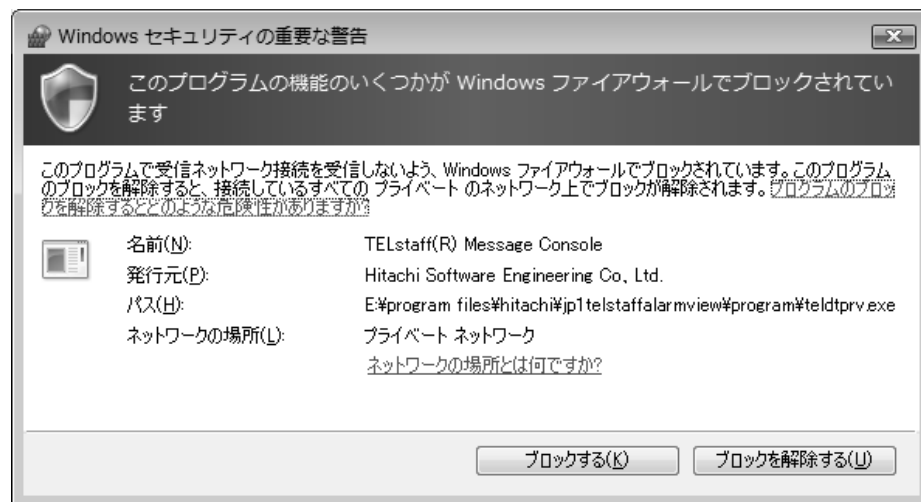 Windows セキュリティの重要な警告
このプログラムの機能のいくつかが Windows ファイアウォールでブロックされてい
ます
このプログラムで受信ネットワーク接続を受信しないよう、Windows ファイアウォールでブロックされています。このプログラム
のブロックを解除すると、接続しているすべての プライベート のネットワーク上でブロックが解除されます。プログラムのブロッ
クを解除するとどのような危険性がありますか?
名前(N): TELstaff(R) Message Console
発行元(P): Hitachi Software Engineering Co, Ltd.
パス(H): E:¥program files¥hitachi¥jp1telstaffalarmview¥program¥teldtprv.exe
ネットワークの場所(L): プライベート ネットワーク
ネットワークの場所とは何ですか?
ブロックする(K) ブロックを解除する(U)